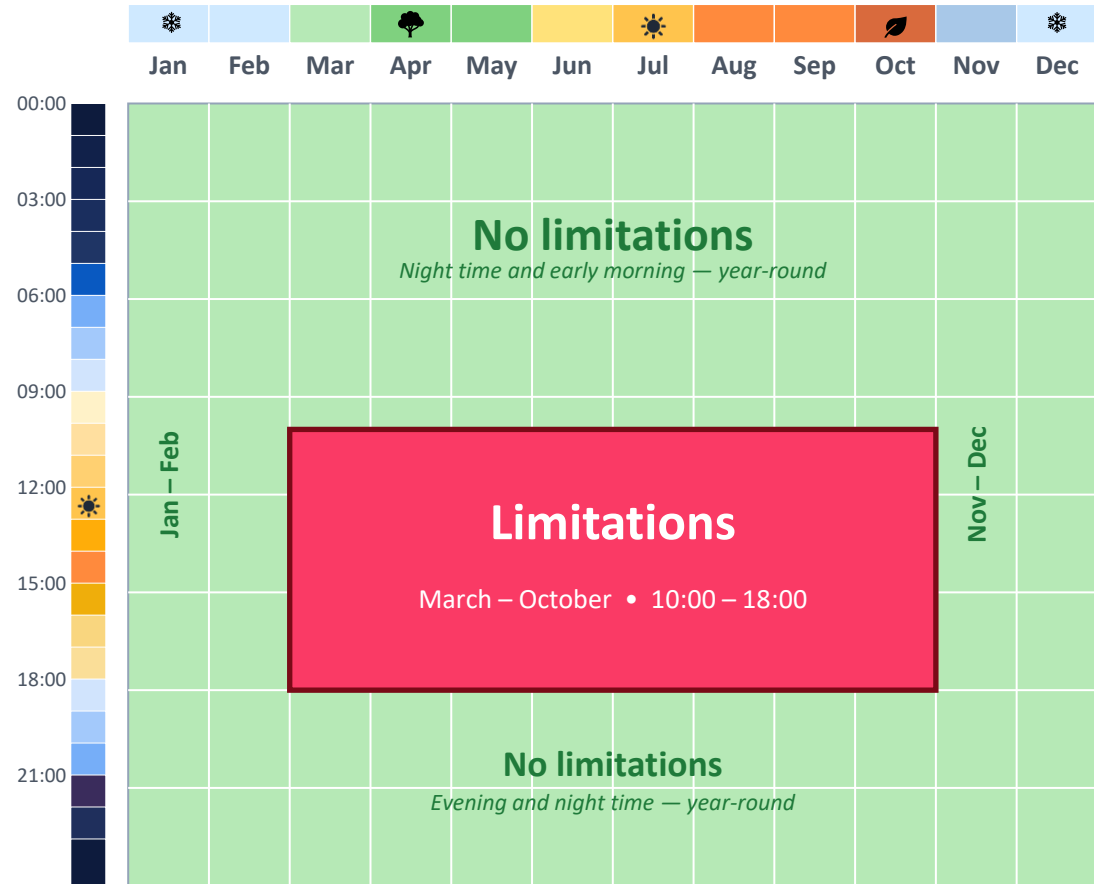 Jan Feb Mar Apr May Jun Jul Aug Sep Oct Nov Dec
00:00
03:00
No limitations
Night time and early morning — year-round
06:00
09:00
Jan – Feb
Nov – Dec
12:00
Limitations
15:00
March – October • 10:00 – 18:00
18:00
No limitations
21:00
Evening and night time — year-round